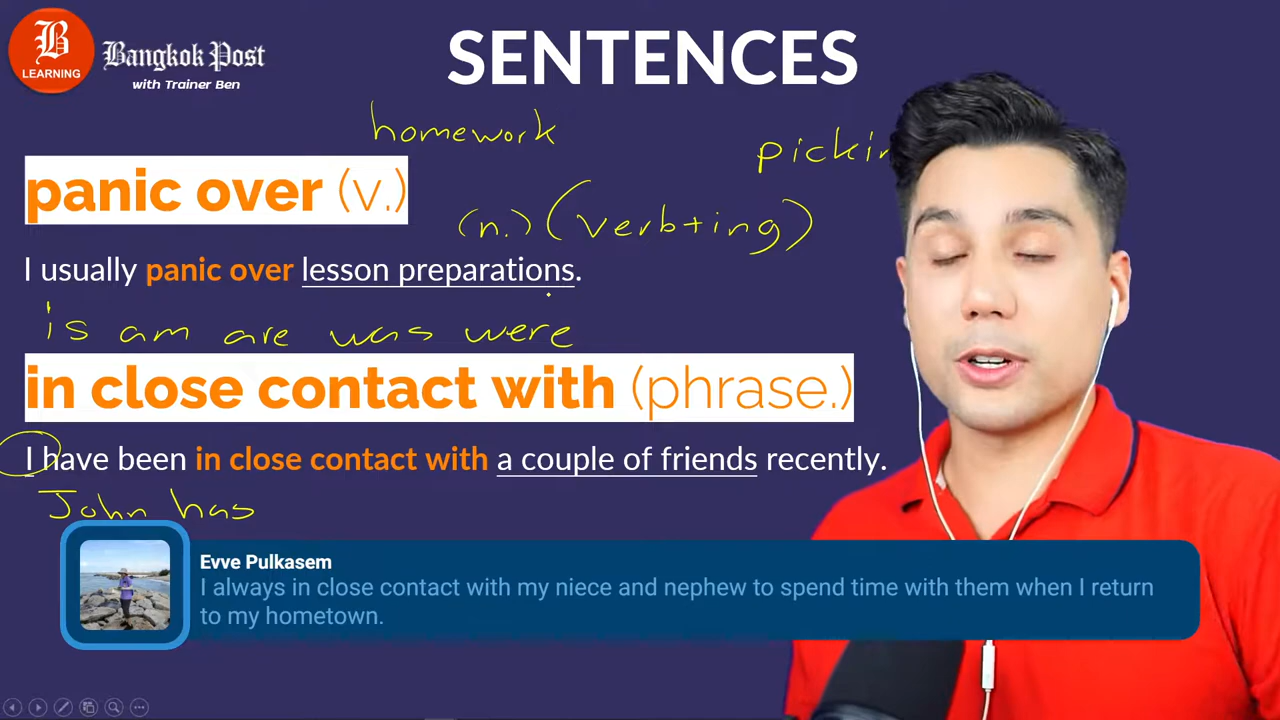 B
LEARNING
Bangkok Post
with Trainer Ben
SENTENCES
homework
pickin
panic over (v.)
(n.) (verb+ing)
I usually panic over lesson preparations.
is am are was were
in close contact with (phrase.)
I have been in close contact with a couple of friends recently.
John has
Evve Pulkasem
I always in close contact with my niece and nephew to spend time with them when I return
to my hometown.